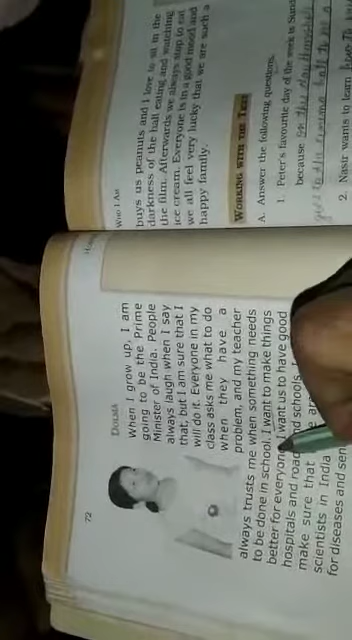 72
DOLMA
When I grow up, I am
going to be the Prime
Minister of India. People
always laugh when I say
that, but I am sure that I
will do it. Everyone in my
class asks me what to do
when they have a
problem, and my teacher
always trusts me when something needs
to be done in school. I want to make things
better for everyone. I want us to have good
hospitals and roads and schools,
make sure that
scientists in India
for diseases and sen
WHO I AM
buys us peanuts and I love to sit in the
darkness of the hall eating and watching
the film. Afterwards we always stop to eat
ice cream. Everyone is in a good mood and
we all feel very lucky that we are such a
happy family.
WORKING WITH THE TEXT
A. Answer the following questions.
1. Peter's favourite day of the week is Sund
because on this day
2. Nasir wants to learn